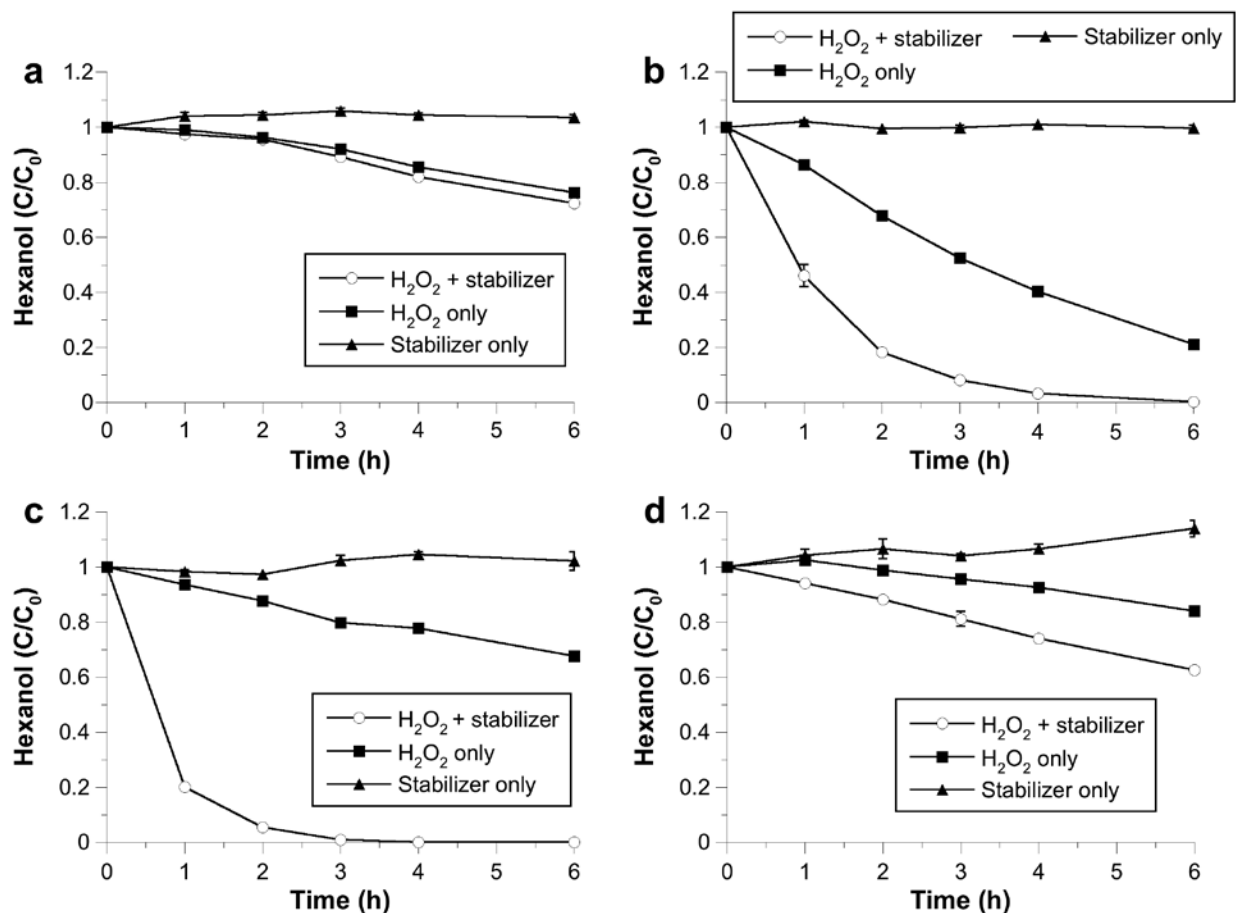 a
1.2
1
0.8
0.6
0.4
0.2
0
Hexanol (C/C₀)
H₂O₂ + stabilizer
H₂O₂ only
Stabilizer only
0 1 2 3 4 5 6
Time (h)
b
H₂O₂ + stabilizer Stabilizer only
H₂O₂ only
1.2
1
0.8
0.6
0.4
0.2
0
Hexanol (C/C₀)
0 1 2 3 4 5 6
Time (h)
c
1.2
1
0.8
0.6
0.4
0.2
0
Hexanol (C/C₀)
H₂O₂ + stabilizer
H₂O₂ only
Stabilizer only
0 1 2 3 4 5 6
Time (h)
d
1.2
1
0.8
0.6
0.4
0.2
0
Hexanol (C/C₀)
H₂O₂ + stabilizer
H₂O₂ only
Stabilizer only
0 1 2 3 4 5 6
Time (h)